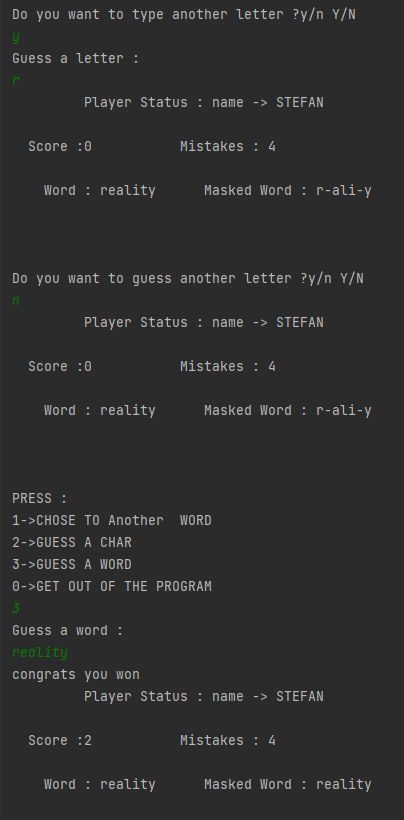 Do you want to type another letter ?y/n Y/N
y
Guess a letter :
r
Player Status : name -> STEFAN
Score :0 Mistakes : 4
Word : reality Masked Word : r-ali-y
Do you want to guess another letter ?y/n Y/N
n
Player Status : name -> STEFAN
Score :0 Mistakes : 4
Word : reality Masked Word : r-ali-y
PRESS :
1->CHOSE TO Another  WORD
2->GUESS A CHAR
3->GUESS A WORD
0->GET OUT OF THE PROGRAM
3
Guess a word :
reality
congrats you won
Player Status : name -> STEFAN
Score :2 Mistakes : 4
Word : reality Masked Word : reality